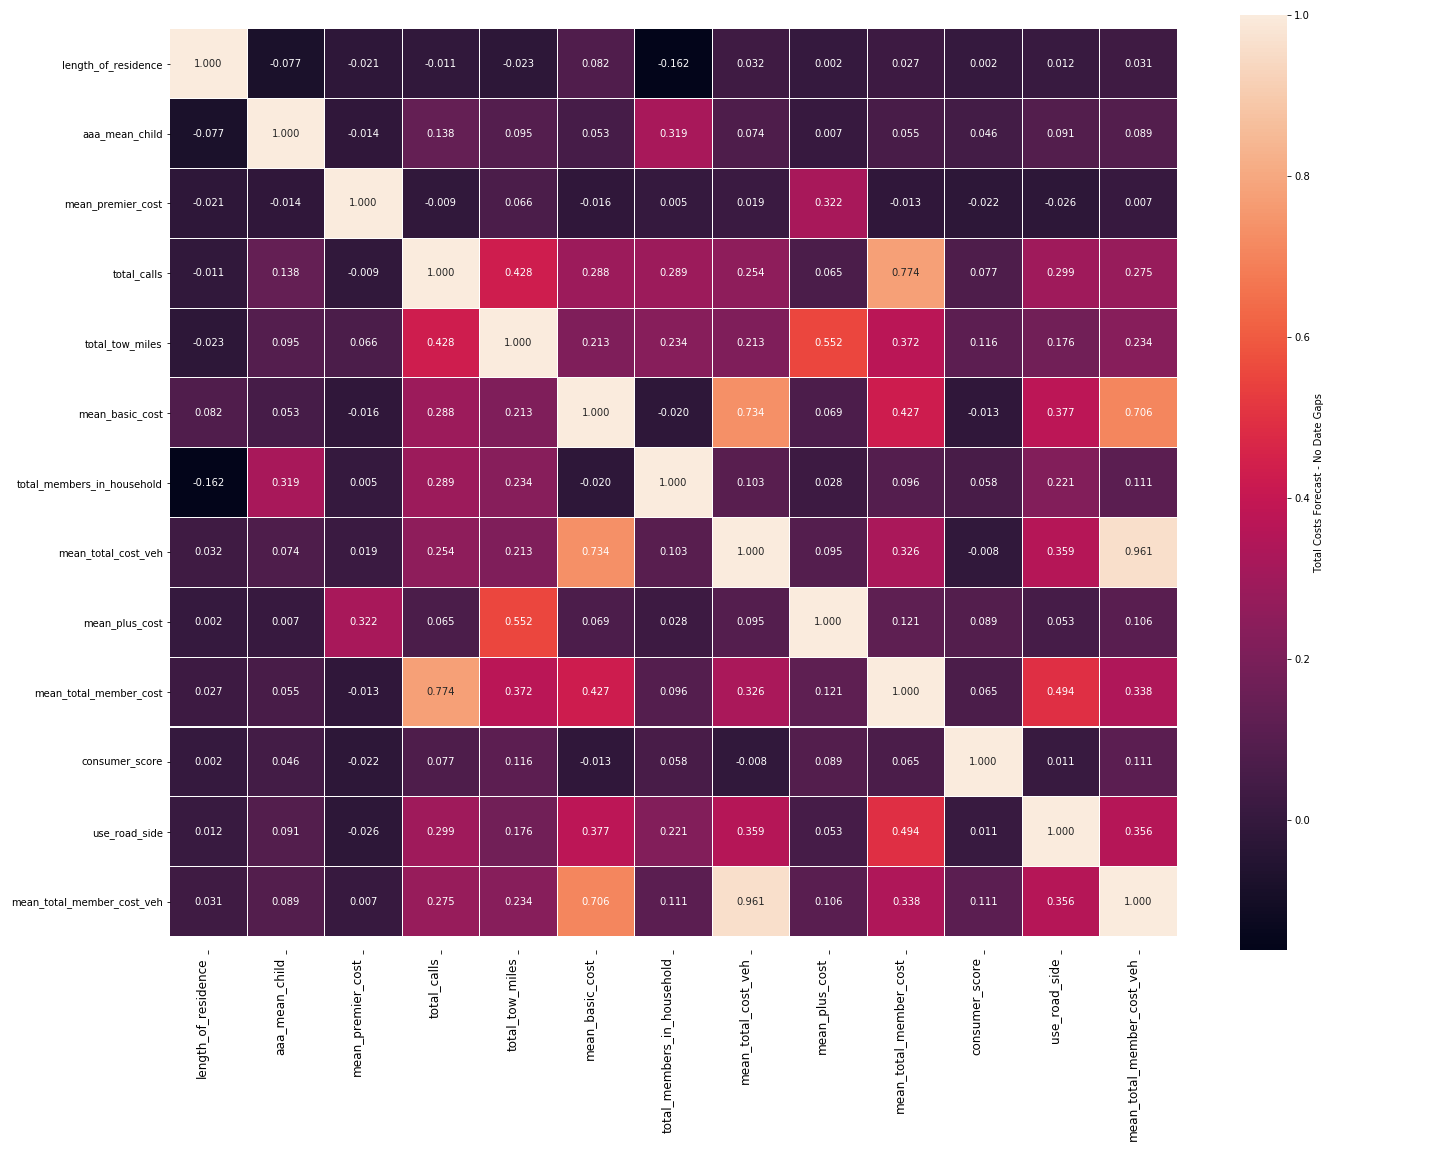 1.0
length_of_residence 1.000 -0.077 -0.021 -0.011 -0.023 0.082 -0.162 0.032 0.002 0.027 0.002 0.012 0.031
aaa_mean_child -0.077 1.000 -0.014 0.138 0.095 0.053 0.319 0.074 0.007 0.055 0.046 0.091 0.089
0.8
mean_premier_cost -0.021 -0.014 1.000 -0.009 0.066 -0.016 0.005 0.019 0.322 -0.013 -0.022 -0.026 0.007
total_calls -0.011 0.138 -0.009 1.000 0.428 0.288 0.289 0.254 0.065 0.774 0.077 0.299 0.275
0.6
total_tow_miles -0.023 0.095 0.066 0.428 1.000 0.213 0.234 0.213 0.552 0.372 0.116 0.176 0.234
mean_basic_cost 0.082 0.053 -0.016 0.288 0.213 1.000 -0.020 0.734 0.069 0.427 -0.013 0.377 0.706
Total Costs Forecast - No Date Gaps
total_members_in_household -0.162 0.319 0.005 0.289 0.234 -0.020 1.000 0.103 0.028 0.096 0.058 0.221 0.111
0.4
mean_total_cost_veh 0.032 0.074 0.019 0.254 0.213 0.734 0.103 1.000 0.095 0.326 -0.008 0.359 0.961
mean_plus_cost 0.002 0.007 0.322 0.065 0.552 0.069 0.028 0.095 1.000 0.121 0.089 0.053 0.106
0.2
mean_total_member_cost 0.027 0.055 -0.013 0.774 0.372 0.427 0.096 0.326 0.121 1.000 0.065 0.494 0.338
consumer_score 0.002 0.046 -0.022 0.077 0.116 -0.013 0.058 -0.008 0.089 0.065 1.000 0.011 0.111
0.0
use_road_side 0.012 0.091 -0.026 0.299 0.176 0.377 0.221 0.359 0.053 0.494 0.011 1.000 0.356
mean_total_member_cost_veh 0.031 0.089 0.007 0.275 0.234 0.706 0.111 0.961 0.106 0.338 0.111 0.356 1.000
length_of_residence
aaa_mean_child
mean_premier_cost
total_calls
total_tow_miles
mean_basic_cost
total_members_in_household
mean_total_cost_veh
mean_plus_cost
mean_total_member_cost
consumer_score
use_road_side
mean_total_member_cost_veh